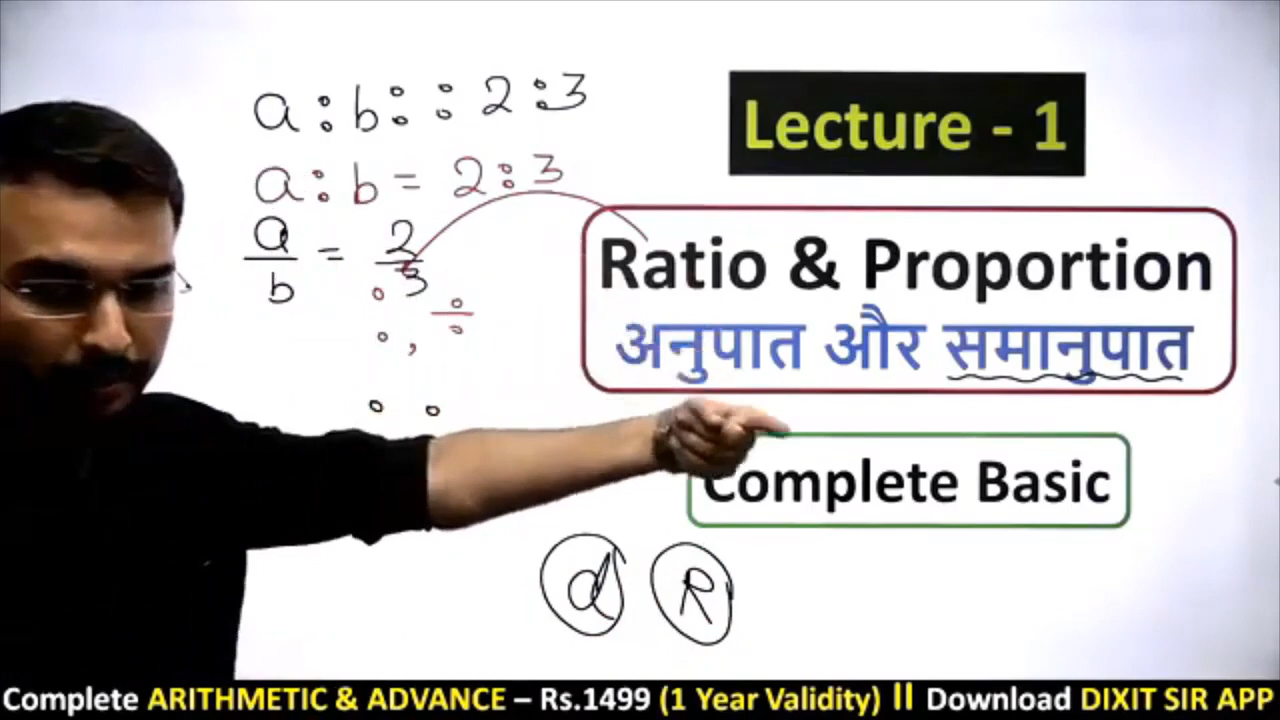 a : b :: 2 : 3
a : b = 2 : 3
a/b = 2/3
: , ÷
Lecture - 1
Ratio & Proportion
अनुपात और समानुपात
Complete Basic
d R
Complete ARITHMETIC & ADVANCE – Rs.1499 (1 Year Validity) II Download DIXIT SIR APP